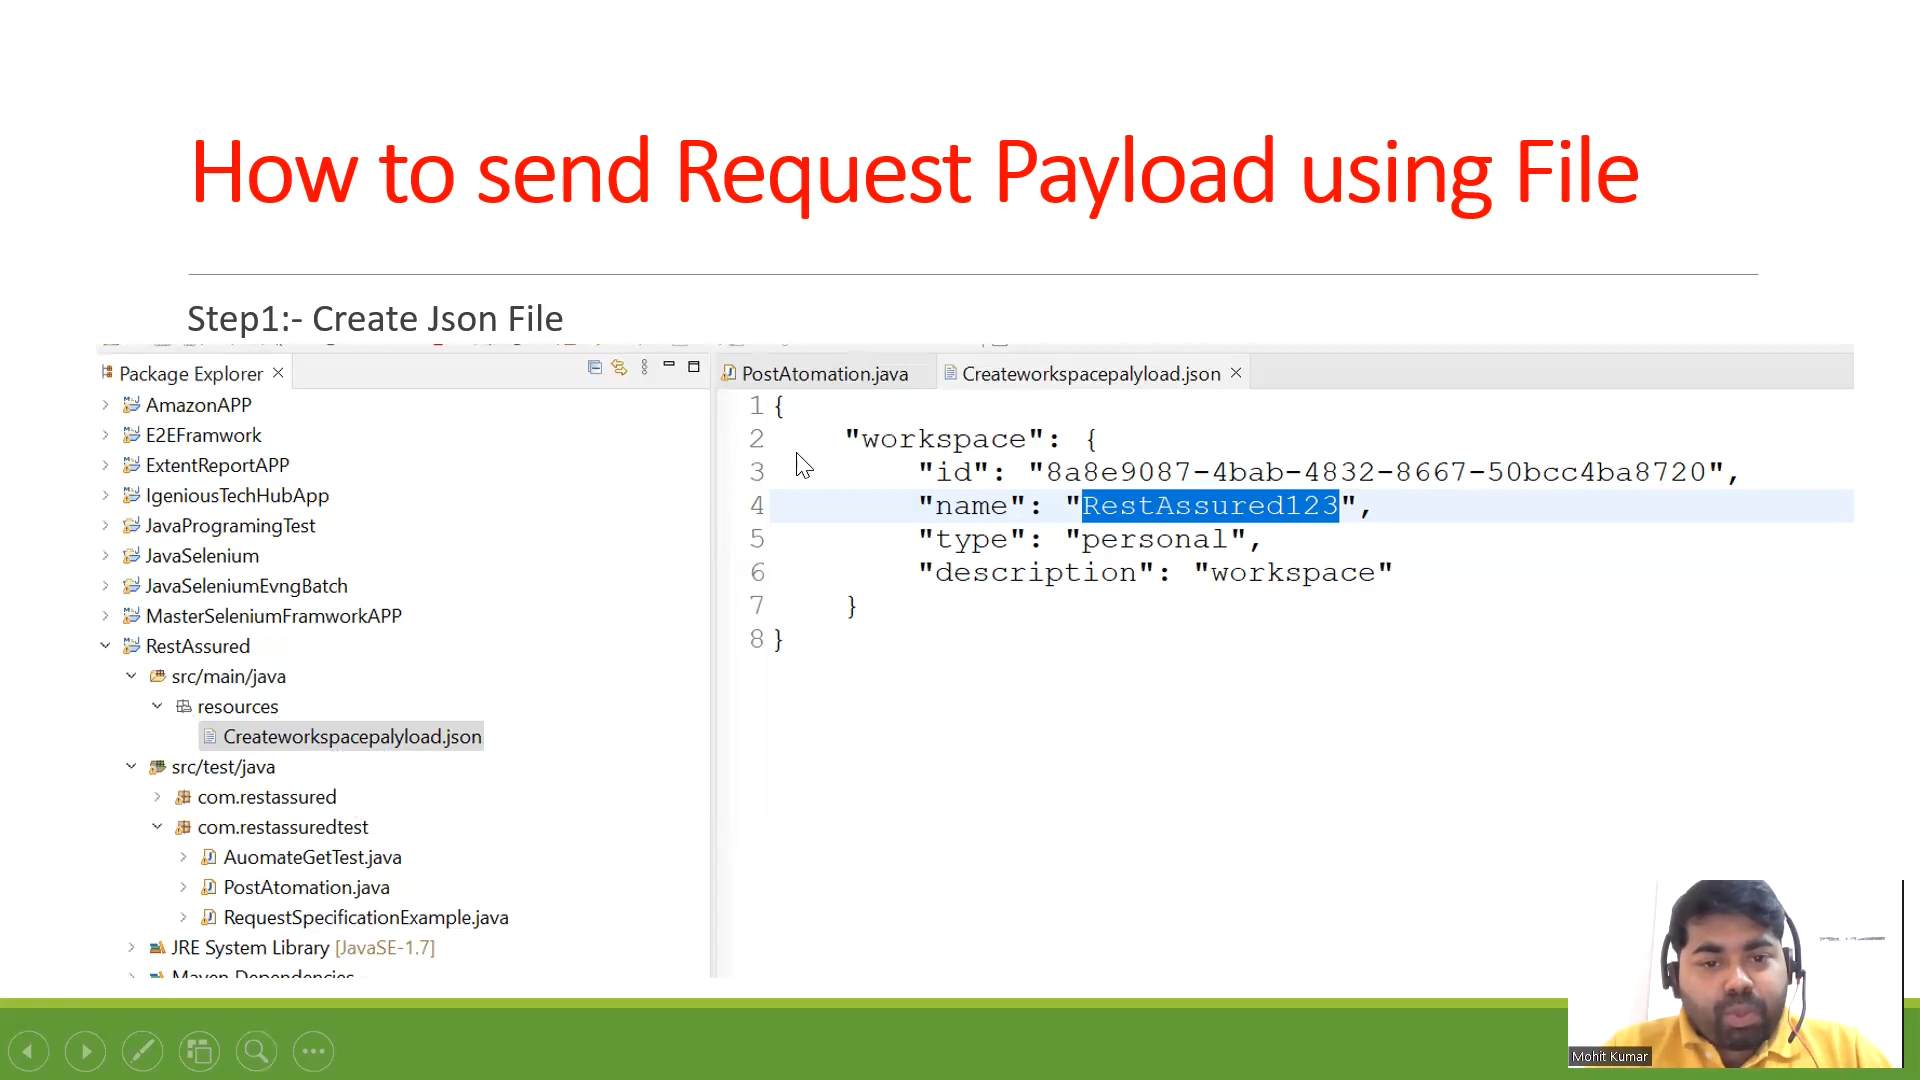 How to send Request Payload using File
Step1:- Create Json File
Package Explorer
AmazonAPP
E2EFramwork
ExtentReportAPP
IgeniousTechHubApp
JavaProgramingTest
JavaSelenium
JavaSeleniumEvngBatch
MasterSeleniumFramworkAPP
RestAssured
src/main/java
resources
Createworkspacepalyload.json
src/test/java
com.restassured
com.restassuredtest
AuomateGetTest.java
PostAtomation.java
RequestSpecificationExample.java
JRE System Library [JavaSE-1.7]
Maven Dependencies
PostAtomation.java
Createworkspacepalyload.json
1 {
2 "workspace": {
3 "id": "8a8e9087-4bab-4832-8667-50bcc4ba8720",
4 "name": "RestAssured123",
5 "type": "personal",
6 "description": "workspace"
7 }
8 }
Mohit Kumar